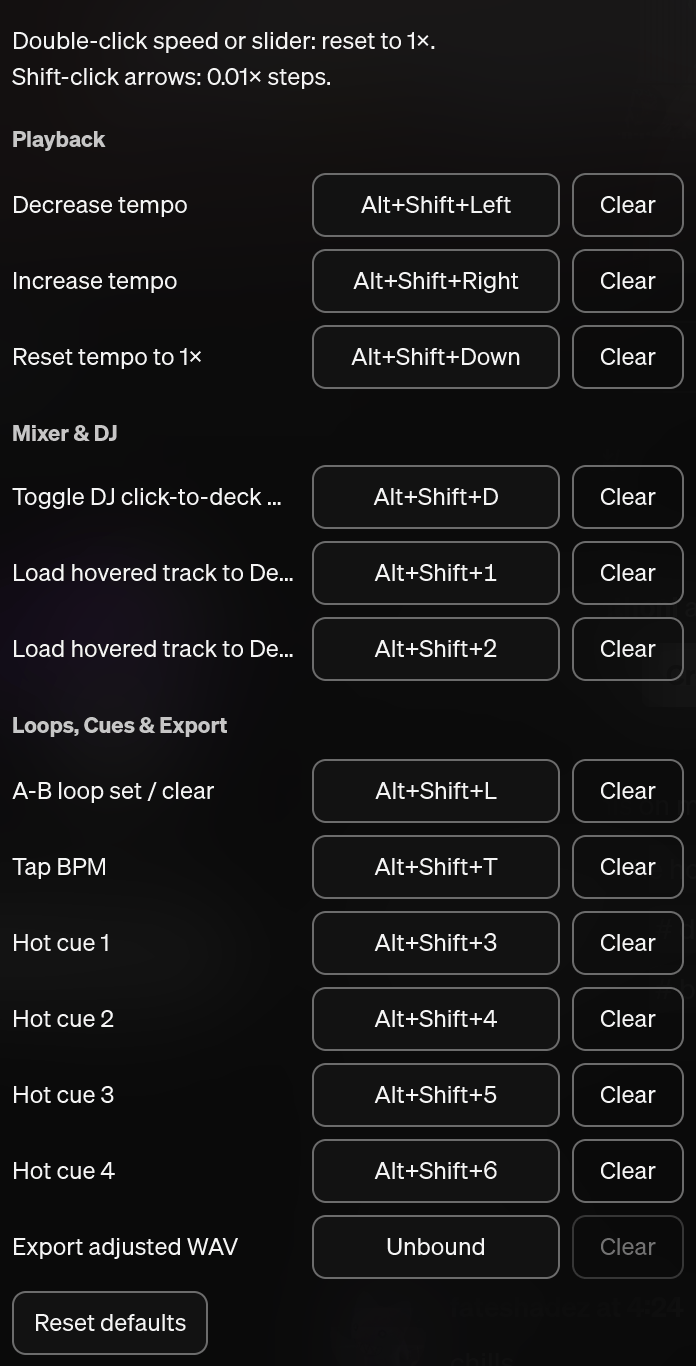 Double-click speed or slider: reset to 1×.
Shift-click arrows: 0.01× steps.
Playback
Decrease tempo Alt+Shift+Left Clear
Increase tempo Alt+Shift+Right Clear
Reset tempo to 1× Alt+Shift+Down Clear
Mixer & DJ
Toggle DJ click-to-deck ... Alt+Shift+D Clear
Load hovered track to De... Alt+Shift+1 Clear
Load hovered track to De... Alt+Shift+2 Clear
Loops, Cues & Export
A-B loop set / clear Alt+Shift+L Clear
Tap BPM Alt+Shift+T Clear
Hot cue 1 Alt+Shift+3 Clear
Hot cue 2 Alt+Shift+4 Clear
Hot cue 3 Alt+Shift+5 Clear
Hot cue 4 Alt+Shift+6 Clear
Export adjusted WAV Unbound Clear
Reset defaults